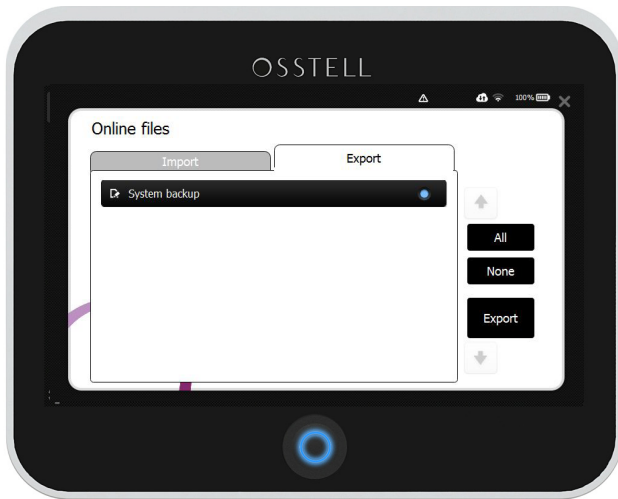 OSSTELL
100%
Online files
Import
Export
System backup
All
None
Export